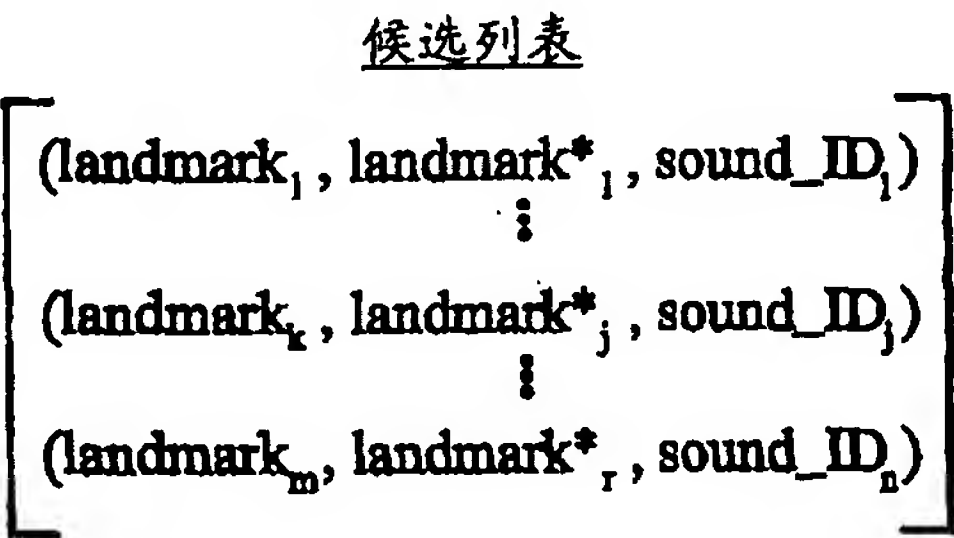 候选列表
(landmark₁, landmark*₁, sound_ID₁)
⋮
(landmarkₖ, landmark*ⱼ, sound_IDⱼ)
⋮
(landmarkₘ, landmark*ᵣ, sound_IDₙ)